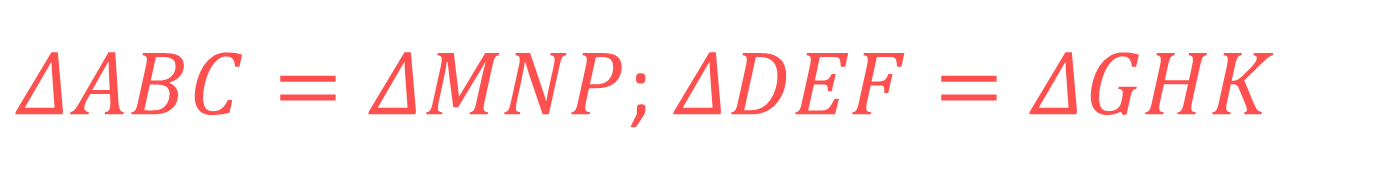 ΔABC = ΔMNP; ΔDEF = ΔGHK